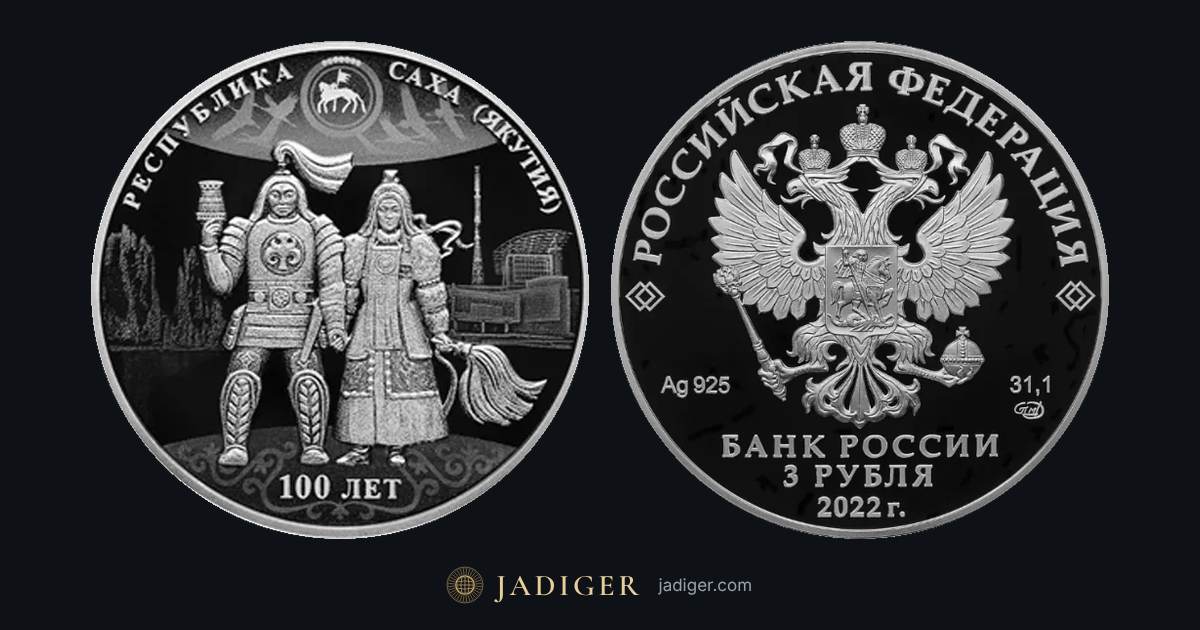 РЕСПУБЛИКА САХА (ЯКУТИЯ)
100 ЛЕТ
РОССИЙСКАЯ ФЕДЕРАЦИЯ
Ag 925
31,1
БАНК РОССИИ
3 РУБЛЯ
2022 г.
JADIGER jadiger.com